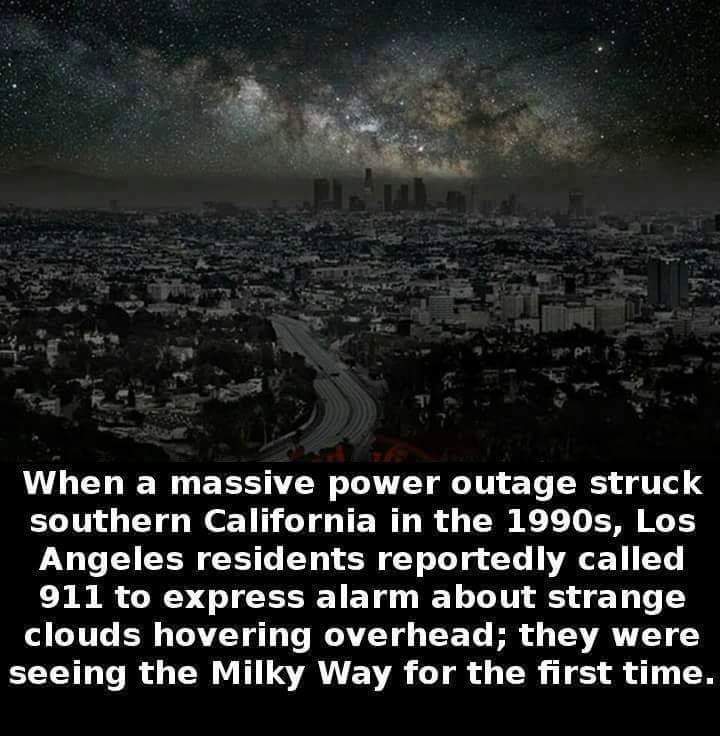 When a massive power outage struck
southern California in the 1990s, Los
Angeles residents reportedly called
911 to express alarm about strange
clouds hovering overhead; they were
seeing the Milky Way for the first time.